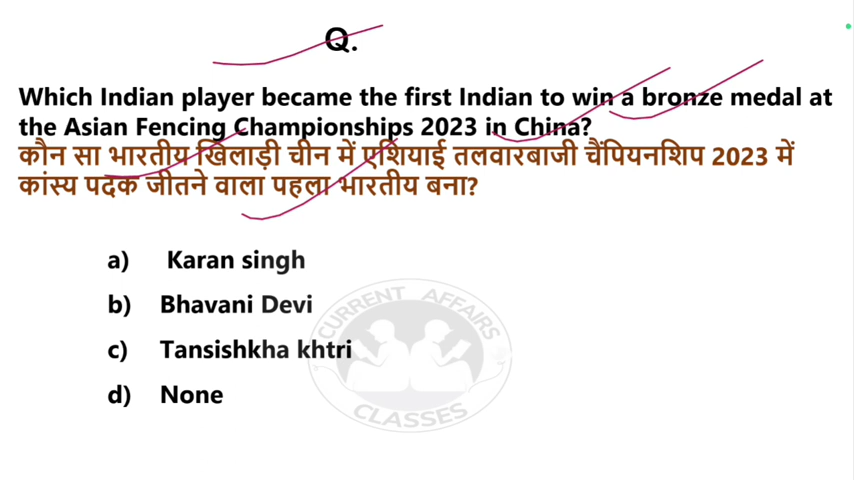 Q.
Which Indian player became the first Indian to win a bronze medal at
the Asian Fencing Championships 2023 in China?
कौन सा भारतीय खिलाड़ी चीन में एशियाई तलवारबाजी चैंपियनशिप 2023 में
कांस्य पदक जीतने वाला पहला भारतीय बना?
a) Karan singh
b) Bhavani Devi
c) Tansishkha khtri
d) None
CURRENT AFFAIRS
CLASSES